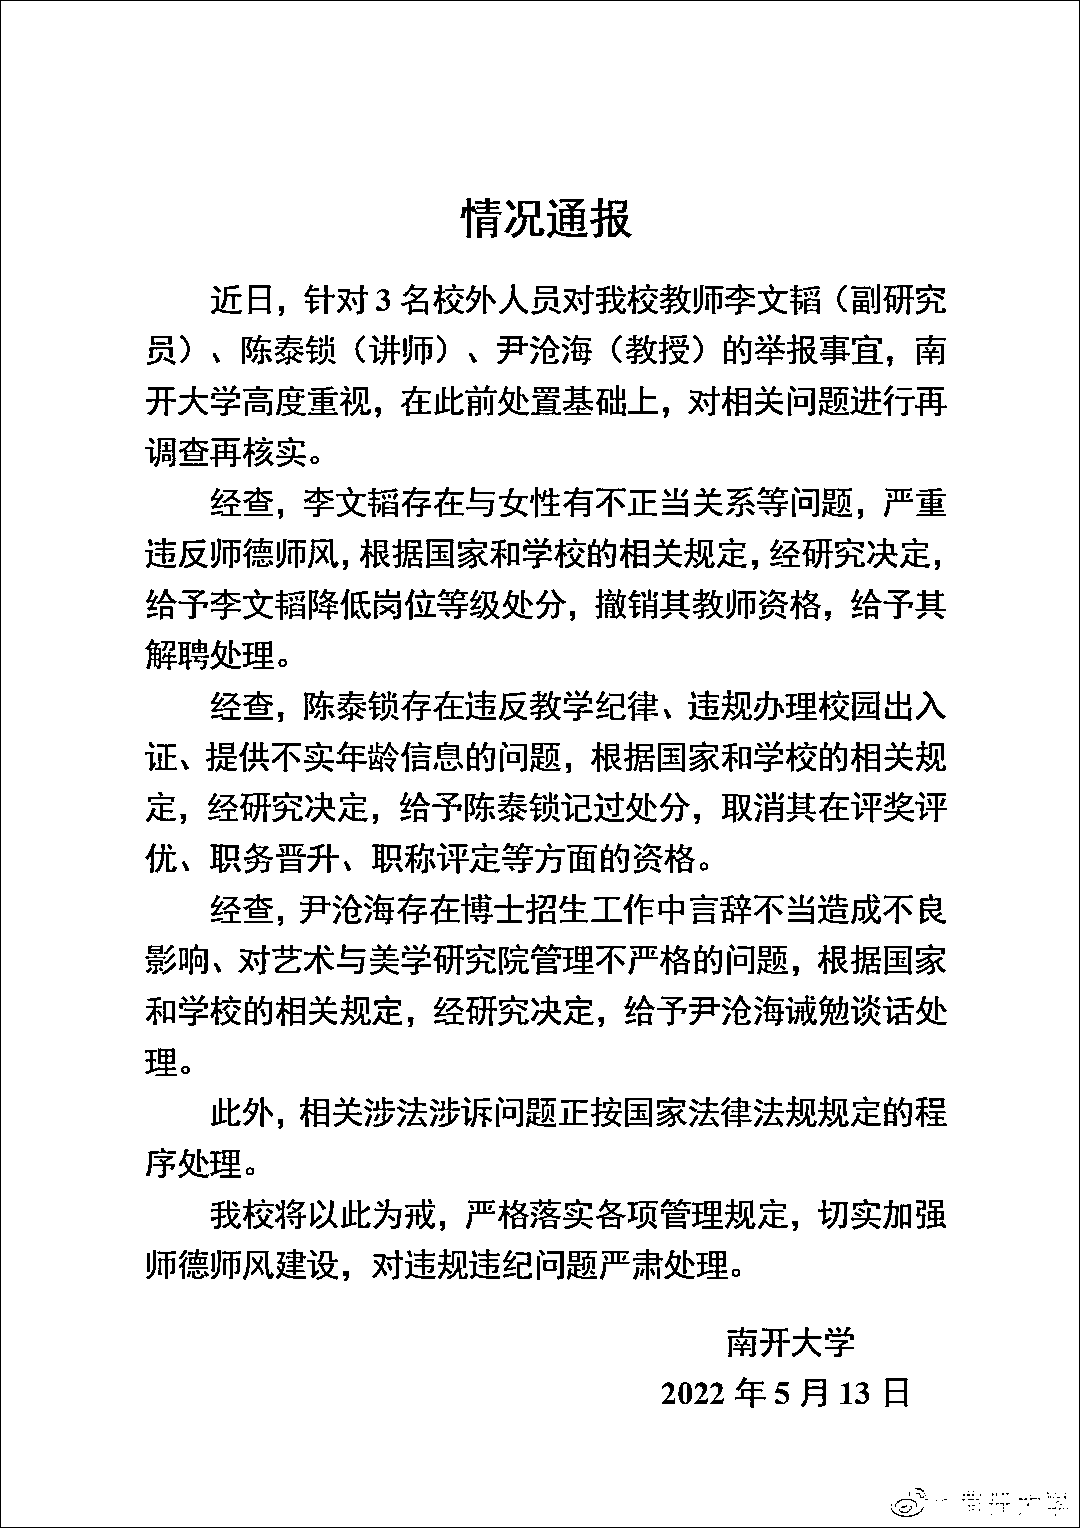 情况通报
近日，针对 3 名校外人员对我校教师李文韬（副研究
员）、陈泰锁（讲师）、尹沧海（教授）的举报事宜，南
开大学高度重视，在此前处置基础上，对相关问题进行再
调查再核实。
经查，李文韬存在与女性有不正当关系等问题，严重
违反师德师风，根据国家和学校的相关规定，经研究决定，
给予李文韬降低岗位等级处分，撤销其教师资格，给予其
解聘处理。
经查，陈泰锁存在违反教学纪律、违规办理校园出入
证、提供不实年龄信息的问题，根据国家和学校的相关规
定，经研究决定，给予陈泰锁记过处分，取消其在评奖评
优、职务晋升、职称评定等方面的资格。
经查，尹沧海存在博士招生工作中言辞不当造成不良
影响、对艺术与美学研究院管理不严格的问题，根据国家
和学校的相关规定，经研究决定，给予尹沧海诫勉谈话处
理。
此外，相关涉法涉诉问题正按国家法律法规规定的程
序处理。
我校将以此为戒，严格落实各项管理规定，切实加强
师德师风建设，对违规违纪问题严肃处理。
南开大学
2022 年 5 月 13 日
南开大学